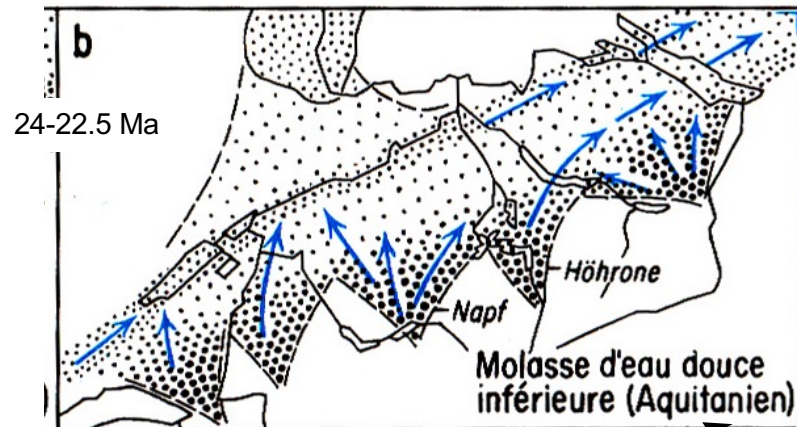 b
24-22.5 Ma
Höhrone
Napf
Molasse d'eau douce
inférieure (Aquitanien)